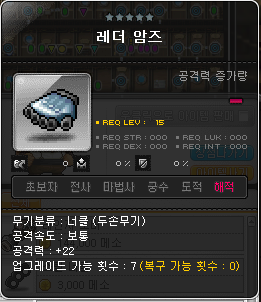 레더 암즈
공격력 증가량
REQ LEV : 15
REQ STR : 000 REQ LUK : 000
REQ DEX : 000 REQ INT : 000
0 0 0
초보자 전사 마법사 궁수 도적 해적
무기분류 : 너클 (두손무기)
공격속도 : 보통
공격력 : +22
업그레이드 가능 횟수 : 7 (복구 가능 횟수 : 0)
3,000 메소